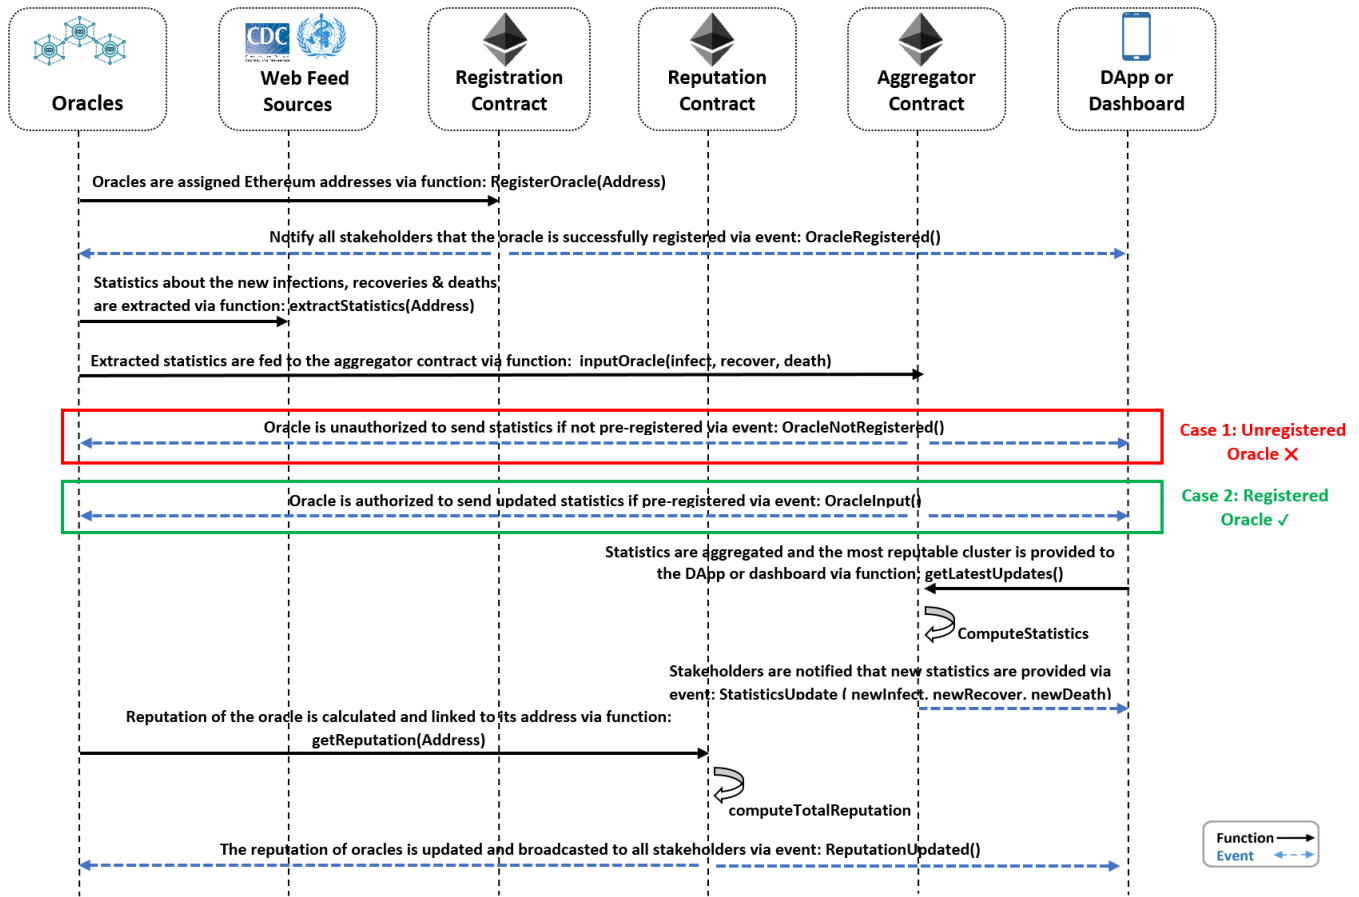 CDC
Oracles
Web Feed
Sources
Registration
Contract
Reputation
Contract
Aggregator
Contract
DApp or
Dashboard
Oracles are assigned Ethereum addresses via function: RegisterOracle(Address)
Notify all stakeholders that the oracle is successfully registered via event: OracleRegistered()
Statistics about the new infections, recoveries & deaths
are extracted via function: extractStatistics(Address)
Extracted statistics are fed to the aggregator contract via function: inputOracle(infect, recover, death)
Oracle is unauthorized to send statistics if not pre-registered via event: OracleNotRegistered()
Case 1: Unregistered
Oracle ✕
Oracle is authorized to send updated statistics if pre-registered via event: OracleInput()
Case 2: Registered
Oracle ✓
Statistics are aggregated and the most reputable cluster is provided to
the DApp or dashboard via function: getLatestUpdates()
ComputeStatistics
Stakeholders are notified that new statistics are provided via
event: StatisticsUpdate ( newInfect, newRecover, newDeath)
Reputation of the oracle is calculated and linked to its address via function:
getReputation(Address)
computeTotalReputation
The reputation of oracles is updated and broadcasted to all stakeholders via event: ReputationUpdated()
Function
Event